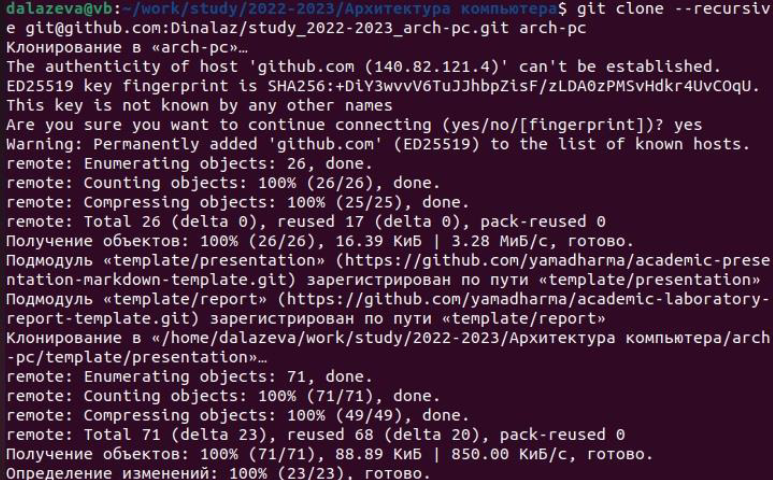 dalazeva@vb:~/work/study/2022-2023/Архитектура компьютера$ git clone --recursiv
e git@github.com:Dinalaz/study_2022-2023_arch-pc.git arch-pc
Клонирование в «arch-pc»…
The authenticity of host 'github.com (140.82.121.4)' can't be established.
ED25519 key fingerprint is SHA256:+DiY3wvvV6TuJJhbpZisF/zLDA0zPMSvHdkr4UvCOqU.
This key is not known by any other names
Are you sure you want to continue connecting (yes/no/[fingerprint])? yes
Warning: Permanently added 'github.com' (ED25519) to the list of known hosts.
remote: Enumerating objects: 26, done.
remote: Counting objects: 100% (26/26), done.
remote: Compressing objects: 100% (25/25), done.
remote: Total 26 (delta 0), reused 17 (delta 0), pack-reused 0
Получение объектов: 100% (26/26), 16.39 КиБ | 3.28 МиБ/с, готово.
Подмодуль «template/presentation» (https://github.com/yamadharma/academic-prese
ntation-markdown-template.git) зарегистрирован по пути «template/presentation»
Подмодуль «template/report» (https://github.com/yamadharma/academic-laboratory-
report-template.git) зарегистрирован по пути «template/report»
Клонирование в «/home/dalazeva/work/study/2022-2023/Архитектура компьютера/arch
-pc/template/presentation»…
remote: Enumerating objects: 71, done.
remote: Counting objects: 100% (71/71), done.
remote: Compressing objects: 100% (49/49), done.
remote: Total 71 (delta 23), reused 68 (delta 20), pack-reused 0
Получение объектов: 100% (71/71), 88.89 КиБ | 850.00 КиБ/с, готово.
Определение изменений: 100% (23/23), готово.